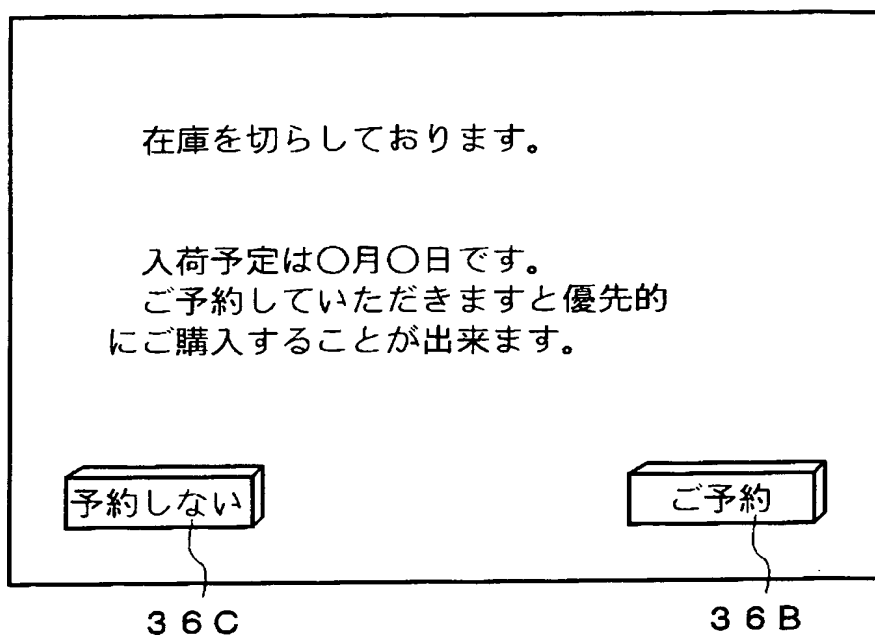 在庫を切らしております。
入荷予定は○月○日です。
ご予約していただきますと優先的
にご購入することが出来ます。
予約しない
ご予約
36C
36B